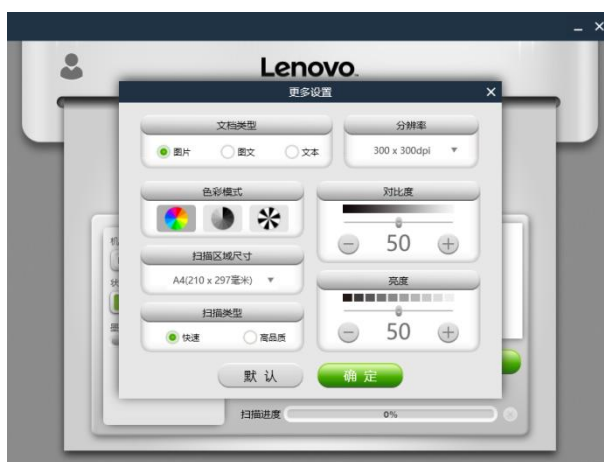 Lenovo
更多设置
文档类型
图片
图文
文本
分辨率
300 x 300dpi
色彩模式
对比度
50
扫描区域尺寸
A4(210 x 297毫米)
亮度
50
扫描类型
快速
高品质
默 认
确 定
扫描进度
0%